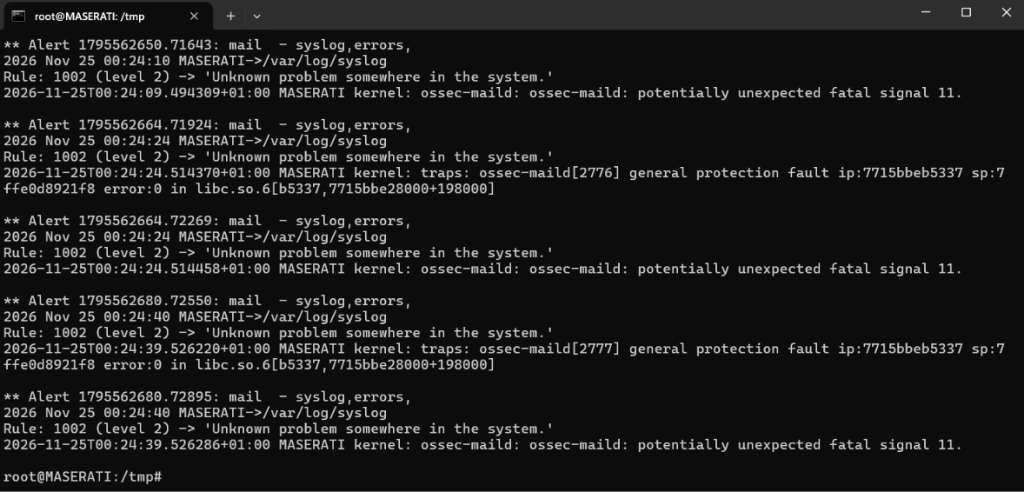 root@MASERATI: /tmp
** Alert 1795562650.71643: mail  - syslog,errors,
2026 Nov 25 00:24:10 MASERATI->/var/log/syslog
Rule: 1002 (level 2) -> 'Unknown problem somewhere in the system.'
2026-11-25T00:24:09.494309+01:00 MASERATI kernel: ossec-maild: ossec-maild: potentially unexpected fatal signal 11.
** Alert 1795562664.71924: mail  - syslog,errors,
2026 Nov 25 00:24:24 MASERATI->/var/log/syslog
Rule: 1002 (level 2) -> 'Unknown problem somewhere in the system.'
2026-11-25T00:24:24.514370+01:00 MASERATI kernel: traps: ossec-maild[2776] general protection fault ip:7715bbeb5337 sp:7
ffe0d8921f8 error:0 in libc.so.6[b5337,7715bbe28000+198000]
** Alert 1795562664.72269: mail  - syslog,errors,
2026 Nov 25 00:24:24 MASERATI->/var/log/syslog
Rule: 1002 (level 2) -> 'Unknown problem somewhere in the system.'
2026-11-25T00:24:24.514458+01:00 MASERATI kernel: ossec-maild: ossec-maild: potentially unexpected fatal signal 11.
** Alert 1795562680.72550: mail  - syslog,errors,
2026 Nov 25 00:24:40 MASERATI->/var/log/syslog
Rule: 1002 (level 2) -> 'Unknown problem somewhere in the system.'
2026-11-25T00:24:39.526220+01:00 MASERATI kernel: traps: ossec-maild[2777] general protection fault ip:7715bbeb5337 sp:7
ffe0d8921f8 error:0 in libc.so.6[b5337,7715bbe28000+198000]
** Alert 1795562680.72895: mail  - syslog,errors,
2026 Nov 25 00:24:40 MASERATI->/var/log/syslog
Rule: 1002 (level 2) -> 'Unknown problem somewhere in the system.'
2026-11-25T00:24:39.526286+01:00 MASERATI kernel: ossec-maild: ossec-maild: potentially unexpected fatal signal 11.
root@MASERATI:/tmp#